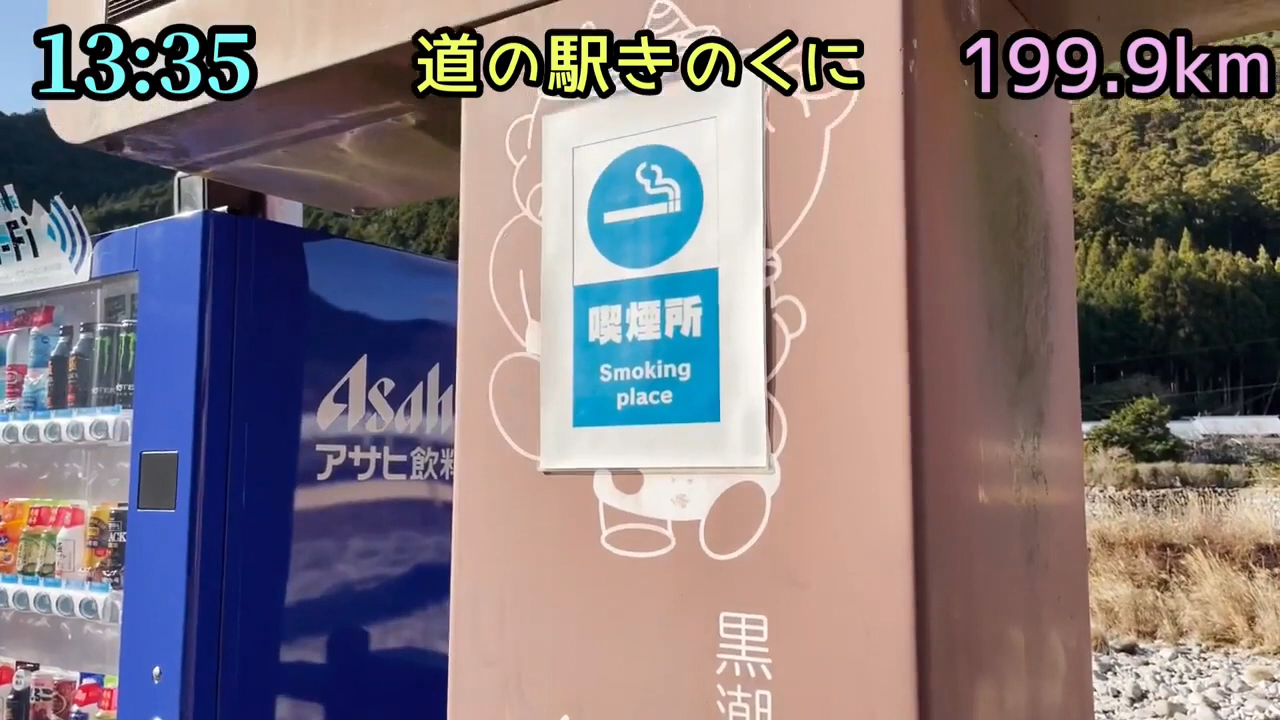 13:35
道の駅きのくに
199.9km
喫煙所
Smoking
place
Asah
アサヒ飲料
-Fi
黒潮